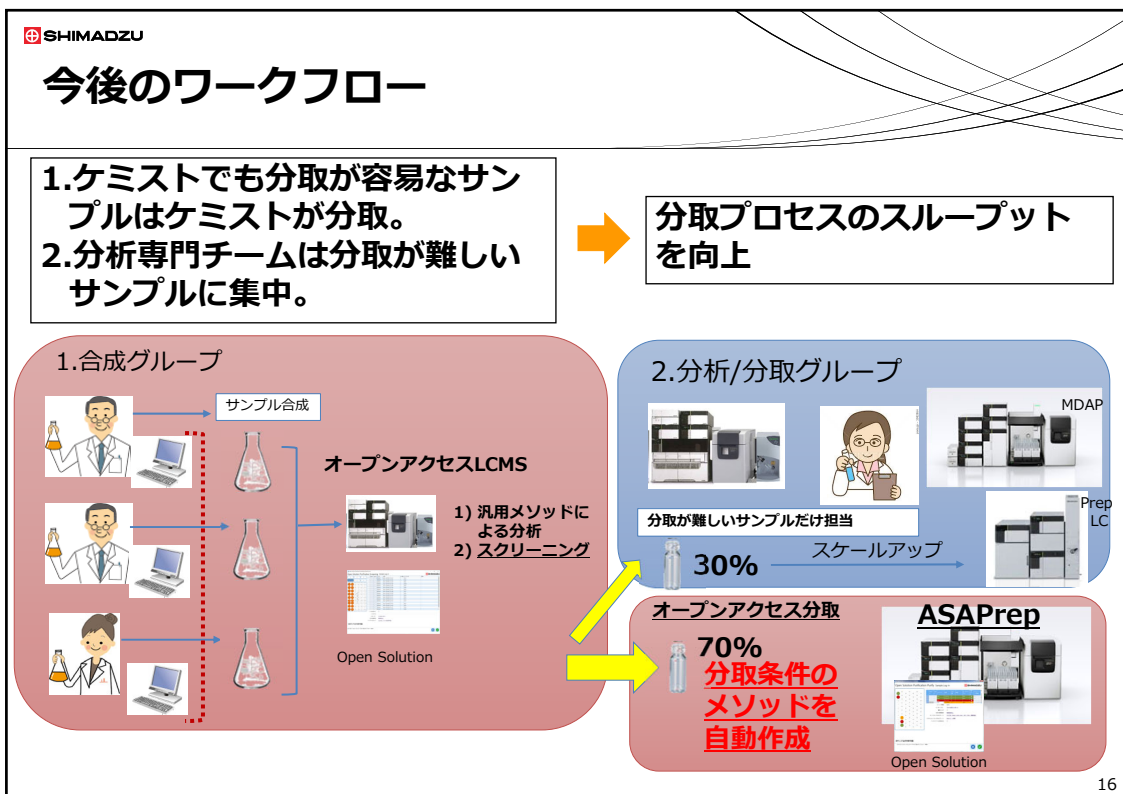 SHIMADZU
今後のワークフロー
1.ケミストでも分取が容易なサン
プルはケミストが分取。
2.分析専門チームは分取が難しい
サンプルに集中。
分取プロセスのスループット
を向上
1.合成グループ
サンプル合成
オープンアクセスLCMS
1) 汎用メソッドに
よる分析
2) スクリーニング
Open Solution
2.分析/分取グループ
MDAP
Prep
LC
分取が難しいサンプルだけ担当
30%
スケールアップ
オープンアクセス分取
ASAPrep
70%
分取条件の
メソッドを
自動作成
Open Solution
16